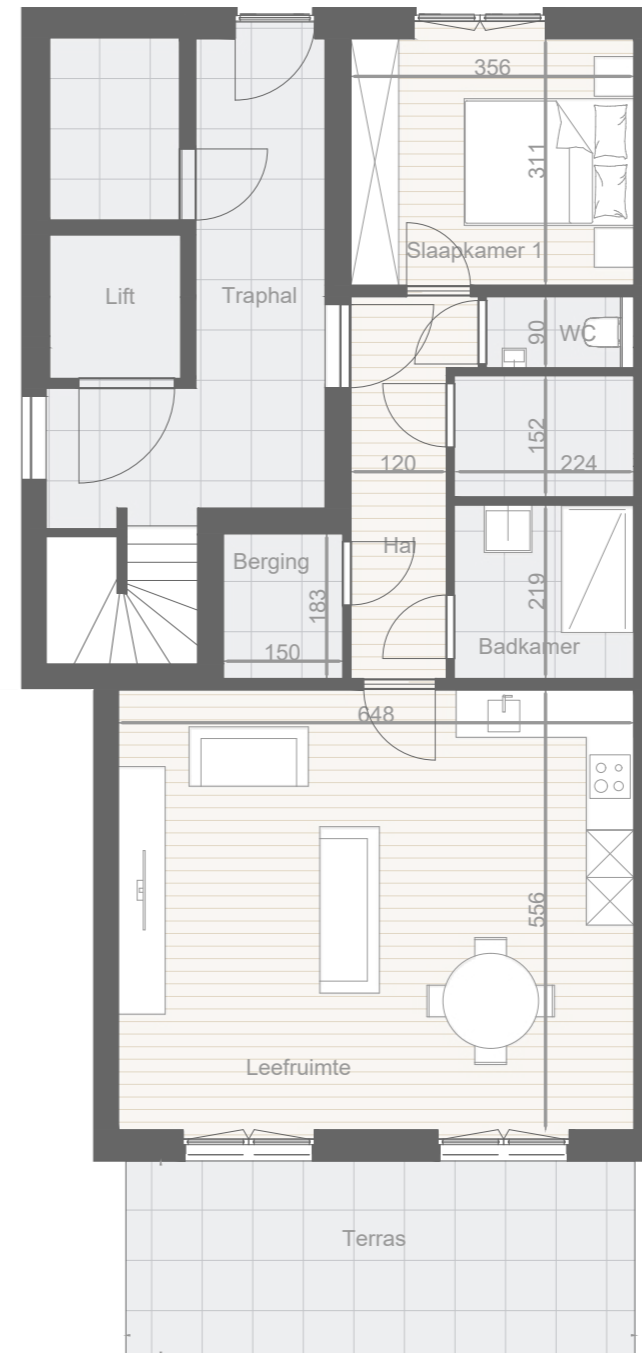 356
311
Slaapkamer 1
Lift
Traphal
90
WC
152
120
224
Hal
Berging
183
219
150
Badkamer
648
556
Leefruimte
Terras